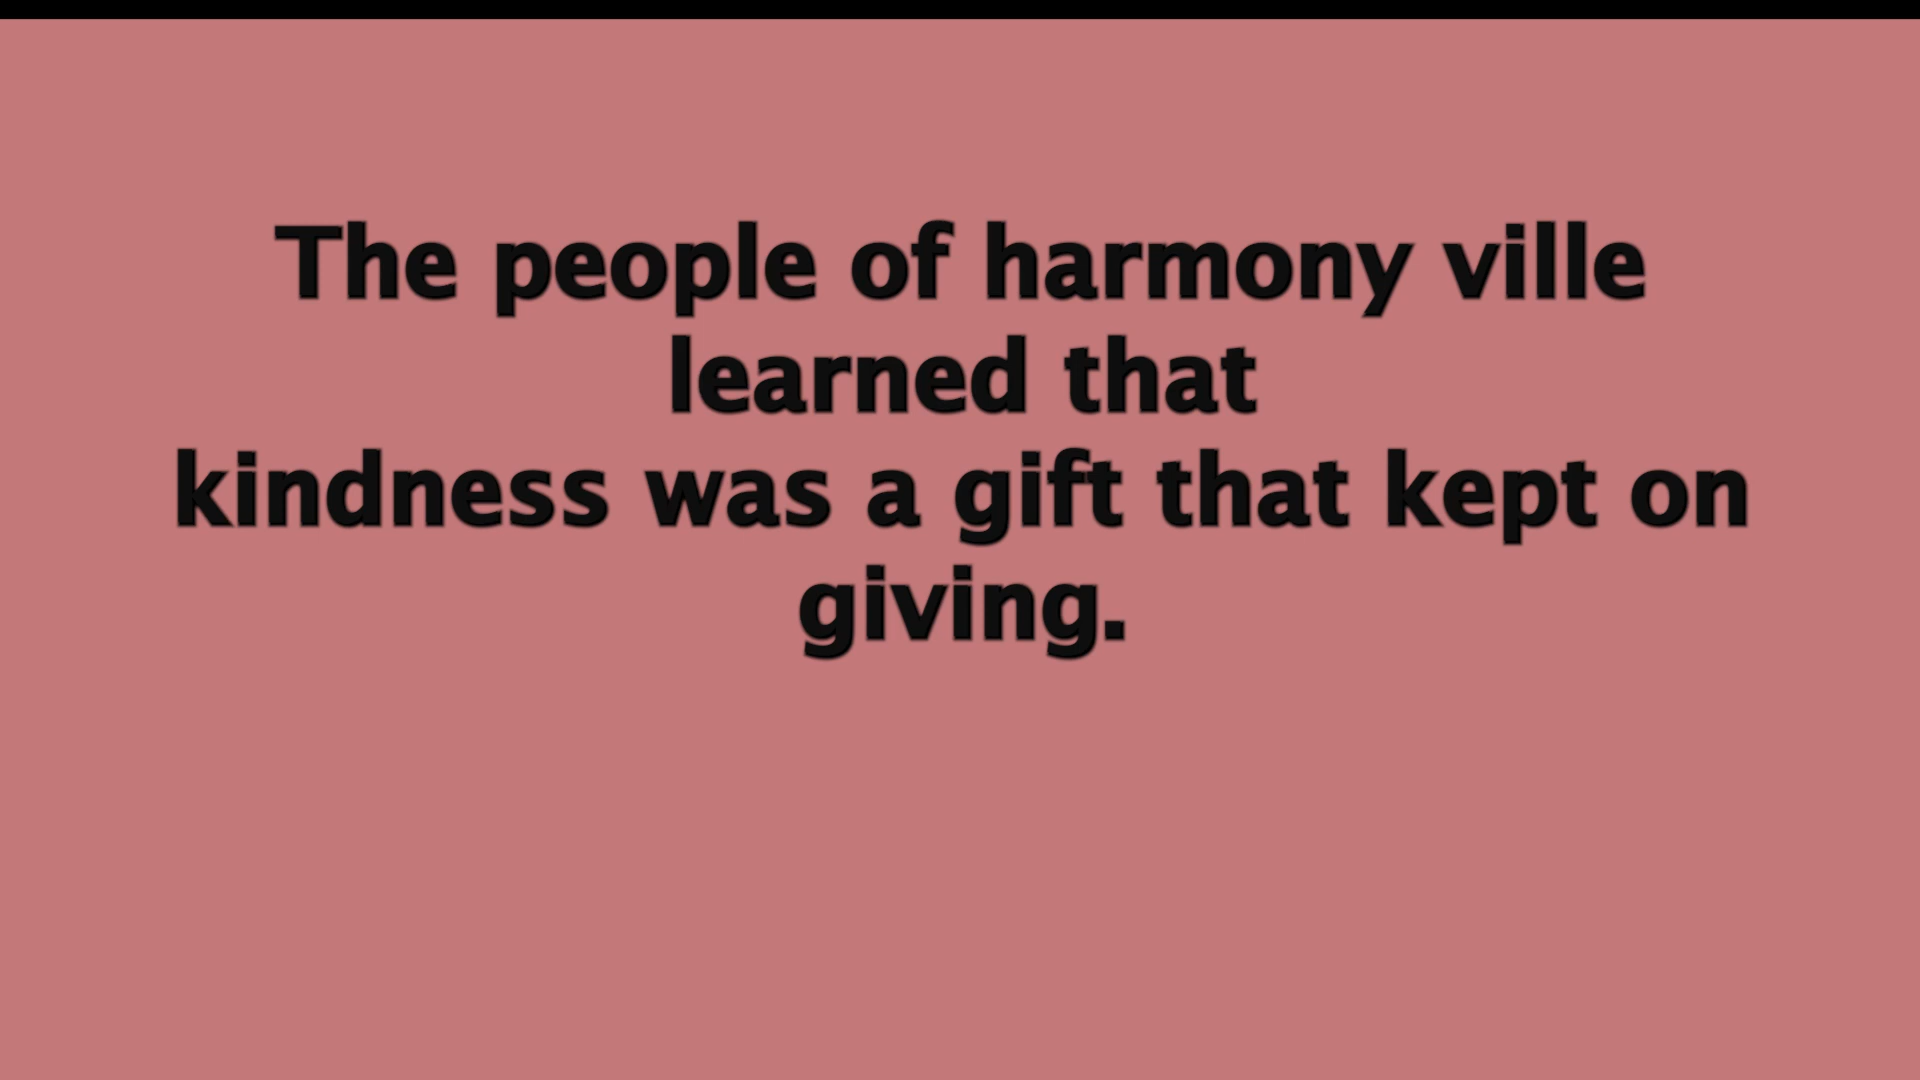 The people of harmony ville
learned that
kindness was a gift that kept on
giving.